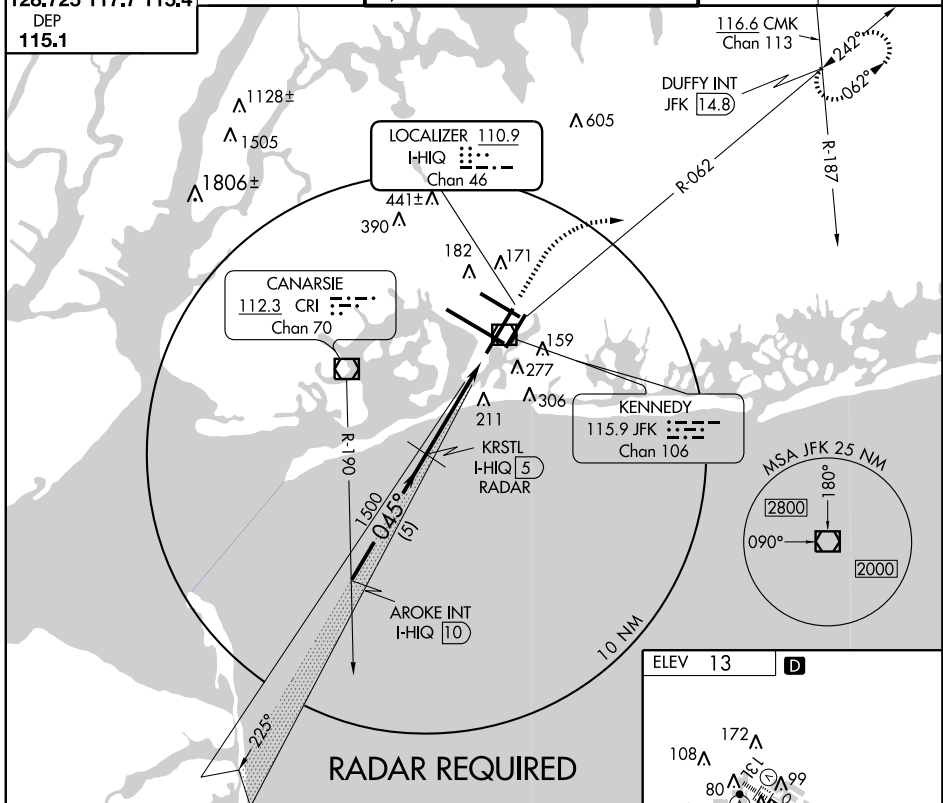 128.725 117.7 115.4
DEP
115.1
116.6 CMK
Chan 113
242°
062°
DUFFY INT
JFK 14.8
R-187
R-062
1128±
1505
1806±
605
LOCALIZER 110.9
I-HIQ
Chan 46
441±
390
182
171
CANARSIE
112.3 CRI
Chan 70
159
277
306
211
KENNEDY
115.9 JFK
Chan 106
R-190
KRSTL
I-HIQ 5
RADAR
1500
045°
(5)
AROKE INT
I-HIQ 10
MSA JFK 25 NM
180°
2800
090°
2000
10 NM
225°
RADAR REQUIRED
ELEV 13 D
172
108
13L
V
99
80